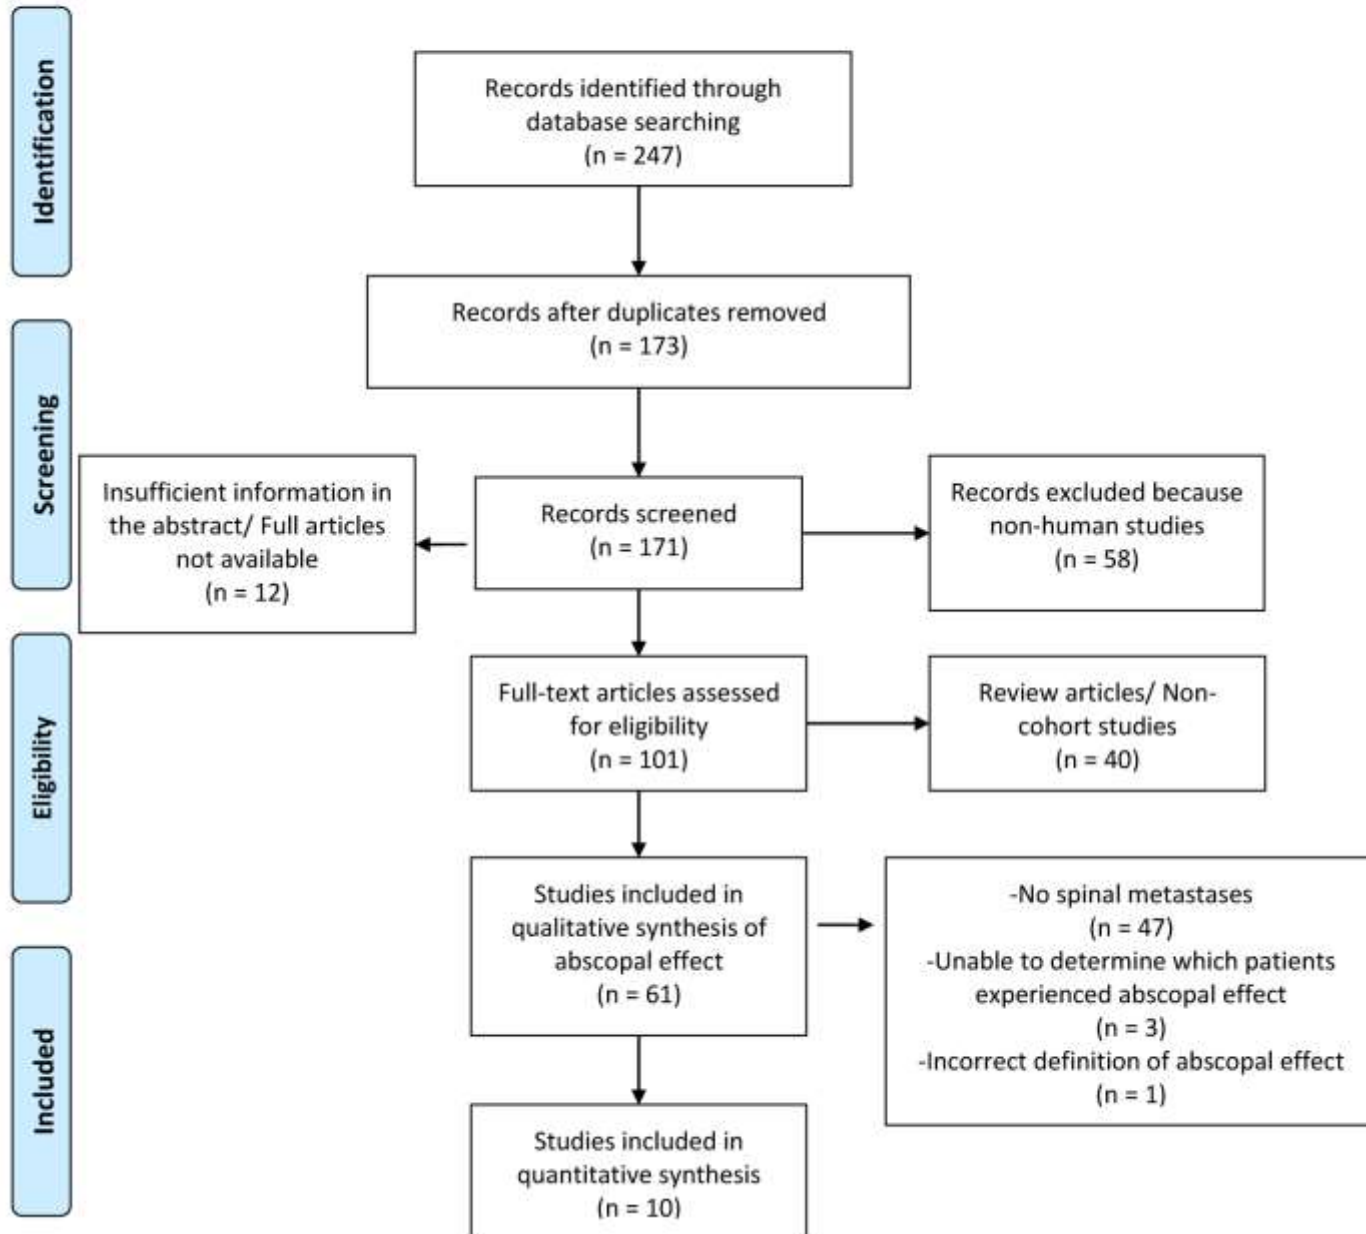 Identification
Records identified through
database searching
(n = 247)
Records after duplicates removed
(n = 173)
Screening
Insufficient information in
the abstract/ Full articles
not available
(n = 12)
Records screened
(n = 171)
Records excluded because
non-human studies
(n = 58)
Eligibility
Full-text articles assessed
for eligibility
(n = 101)
Review articles/ Non-
cohort studies
(n = 40)
Studies included in
qualitative synthesis of
abscopal effect
(n = 61)
-No spinal metastases
(n = 47)
-Unable to determine which patients
experienced abscopal effect
(n = 3)
-Incorrect definition of abscopal effect
(n = 1)
Included
Studies included in
quantitative synthesis
(n = 10)